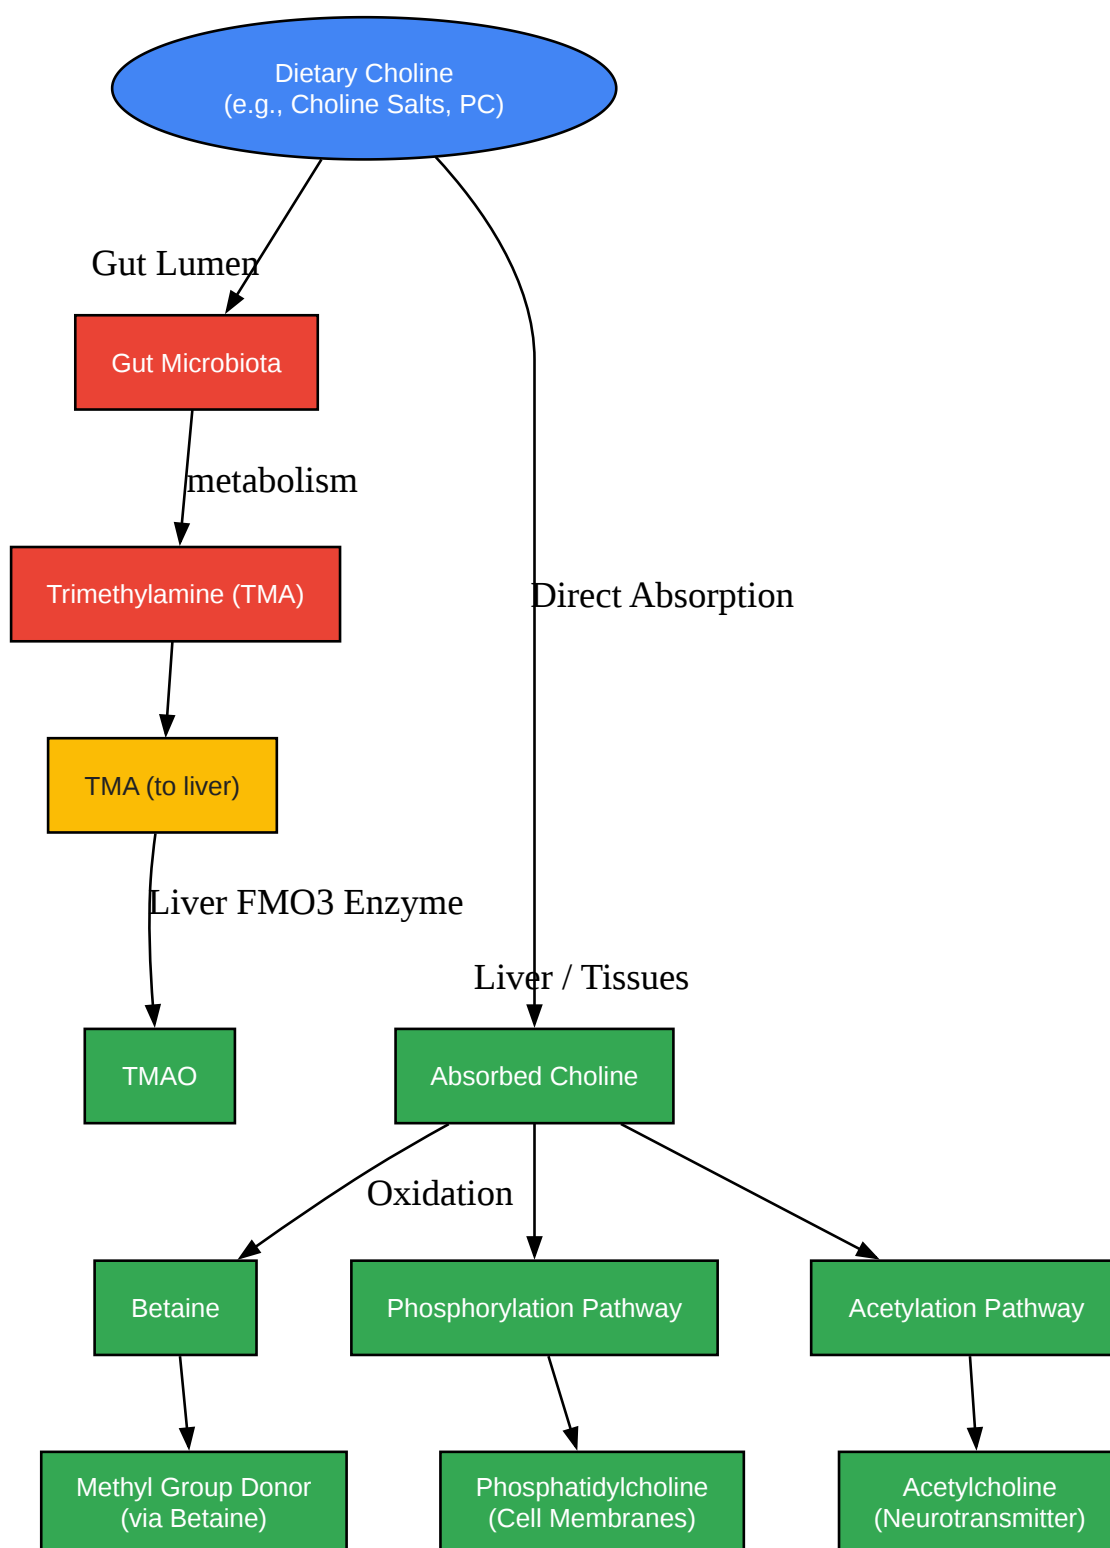 Dietary Choline
(e.g., Choline Salts, PC)
Gut Lumen
Gut Microbiota
metabolism
Trimethylamine (TMA)
Direct Absorption
TMA (to liver)
Liver FMO3 Enzyme
Liver / Tissues
TMAO
Absorbed Choline
Oxidation
Betaine
Phosphorylation Pathway
Acetylation Pathway
Methyl Group Donor
(via Betaine)
Phosphatidylcholine
(Cell Membranes)
Acetylcholine
(Neurotransmitter)